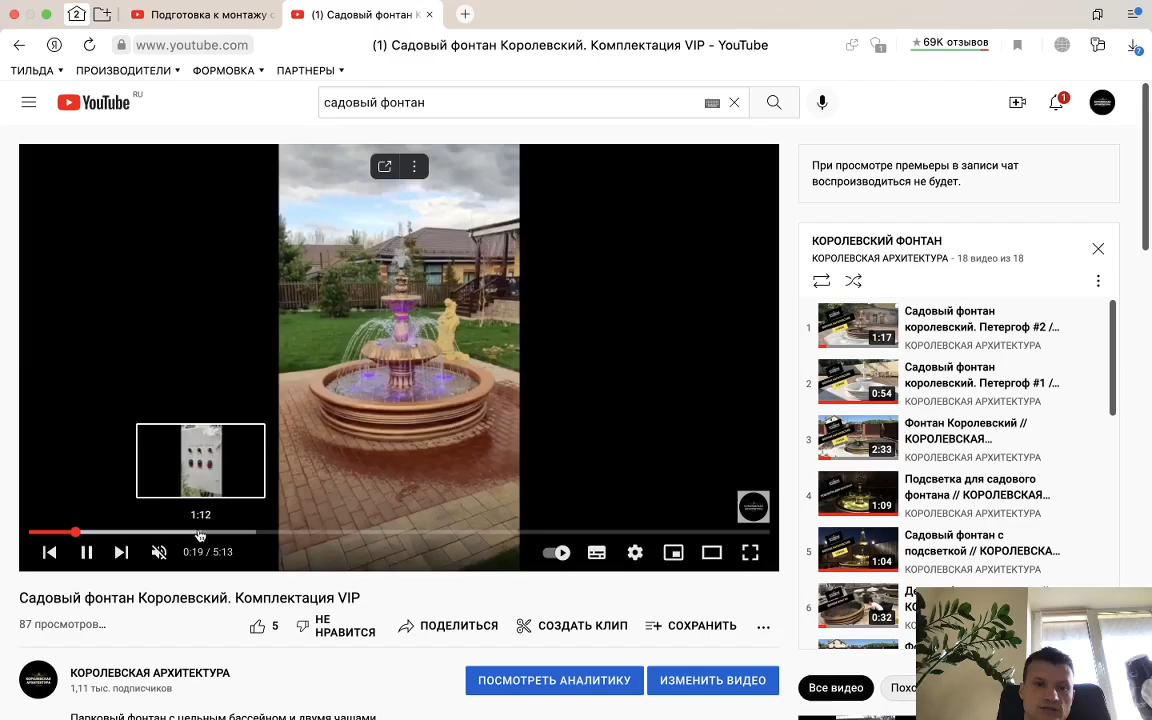 2
Подготовка к монтажу с
(1) Садовый фонтан К
www.youtube.com
(1) Садовый фонтан Королевский. Комплектация VIP - YouTube
1
69K отзывов
7
ТИЛЬДА
ПРОИЗВОДИТЕЛИ
ФОРМОВКА
ПАРТНЕРЫ
YouTube
RU
садовый фонтан
1
При просмотре премьеры в записи чат
воспроизводиться не будет.
КОРОЛЕВСКИЙ ФОНТАН
КОРОЛЕВСКАЯ АРХИТЕКТУРА - 18 видео из 18
1
1:17
Садовый фонтан
королевский. Петергоф #2 /...
КОРОЛЕВСКАЯ АРХИТЕКТУРА
2
0:54
Садовый фонтан
королевский. Петергоф #1 /...
КОРОЛЕВСКАЯ АРХИТЕКТУРА
3
2:33
Фонтан Королевский //
КОРОЛЕВСКАЯ...
КОРОЛЕВСКАЯ АРХИТЕКТУРА
4
1:09
Подсветка для садового
фонтана // КОРОЛЕВСКАЯ...
КОРОЛЕВСКАЯ АРХИТЕКТУРА
5
1:04
Садовый фонтан с
подсветкой // КОРОЛЕВСКА...
КОРОЛЕВСКАЯ АРХИТЕКТУРА
6
0:32
1:12
0:19 / 5:13
Садовый фонтан Королевский. Комплектация VIP
87 просмотров...
5
НЕ
НРАВИТСЯ
ПОДЕЛИТЬСЯ
СОЗДАТЬ КЛИП
СОХРАНИТЬ
КОРОЛЕВСКАЯ АРХИТЕКТУРА
1,11 тыс. подписчиков
ПОСМОТРЕТЬ АНАЛИТИКУ
ИЗМЕНИТЬ ВИДЕО
Все видео
Парковый фонтан с цельным бассейном и двумя чашами